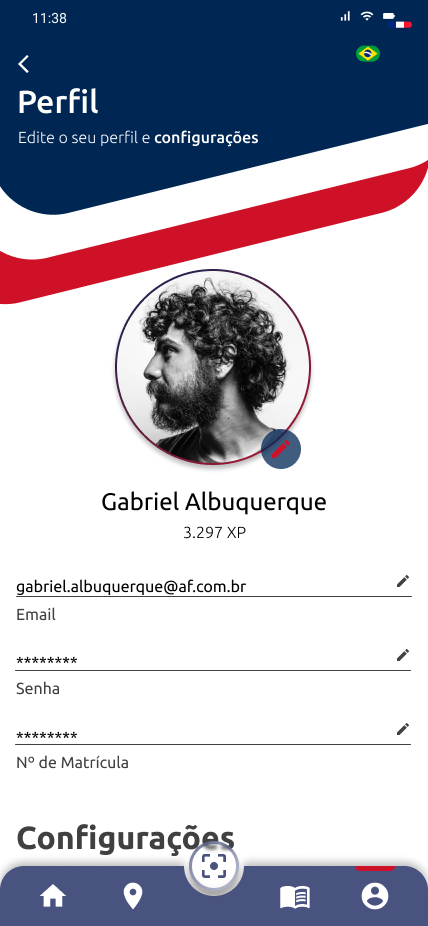 11:38
Perfil
Edite o seu perfil e configurações
Gabriel Albuquerque
3.297 XP
gabriel.albuquerque@af.com.br
Email
********
Senha
********
Nº de Matrícula
Configurações